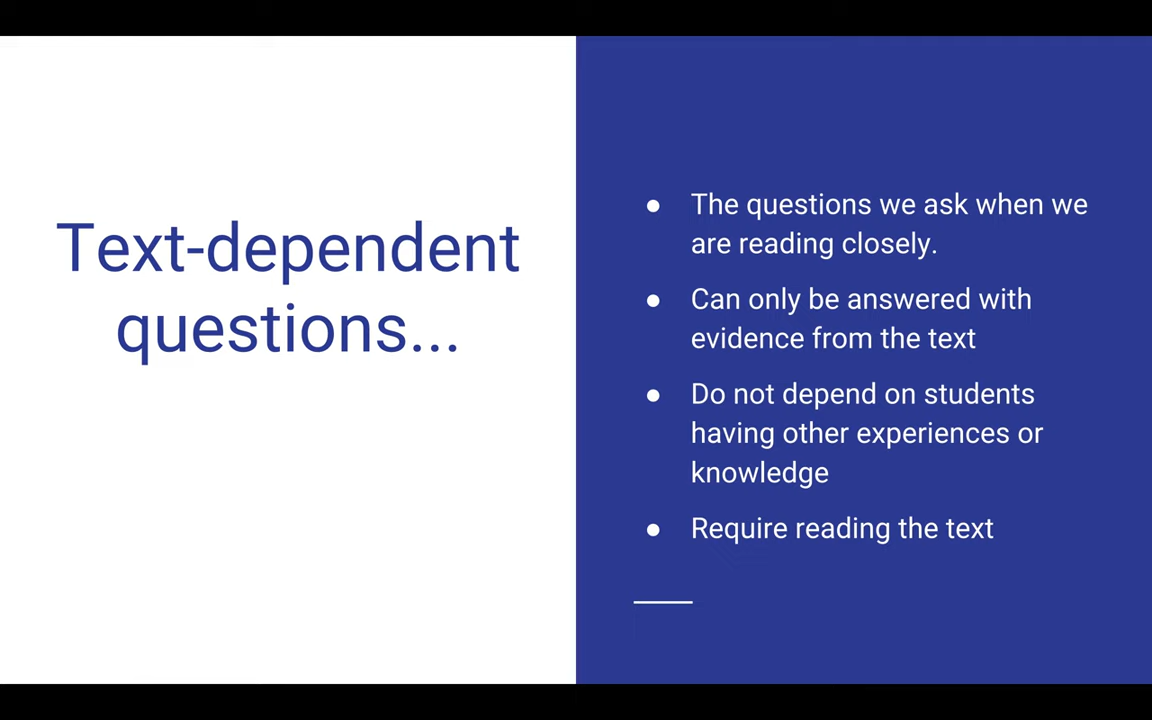 Text-dependent
questions...
● The questions we ask when we
are reading closely.
● Can only be answered with
evidence from the text
● Do not depend on students
having other experiences or
knowledge
● Require reading the text